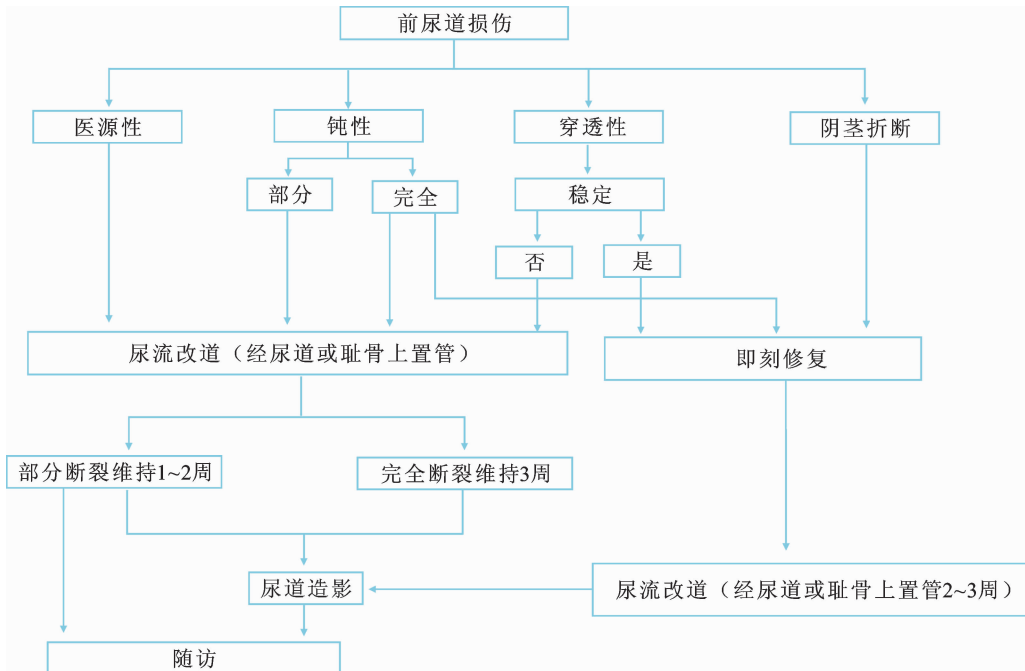 前尿道损伤
医源性
钝性
穿透性
阴茎折断
部分
完全
稳定
否
是
尿流改道（经尿道或耻骨上置管）
即刻修复
部分断裂维持1~2周
完全断裂维持3周
尿道造影
尿流改道（经尿道或耻骨上置管2~3周）
随访